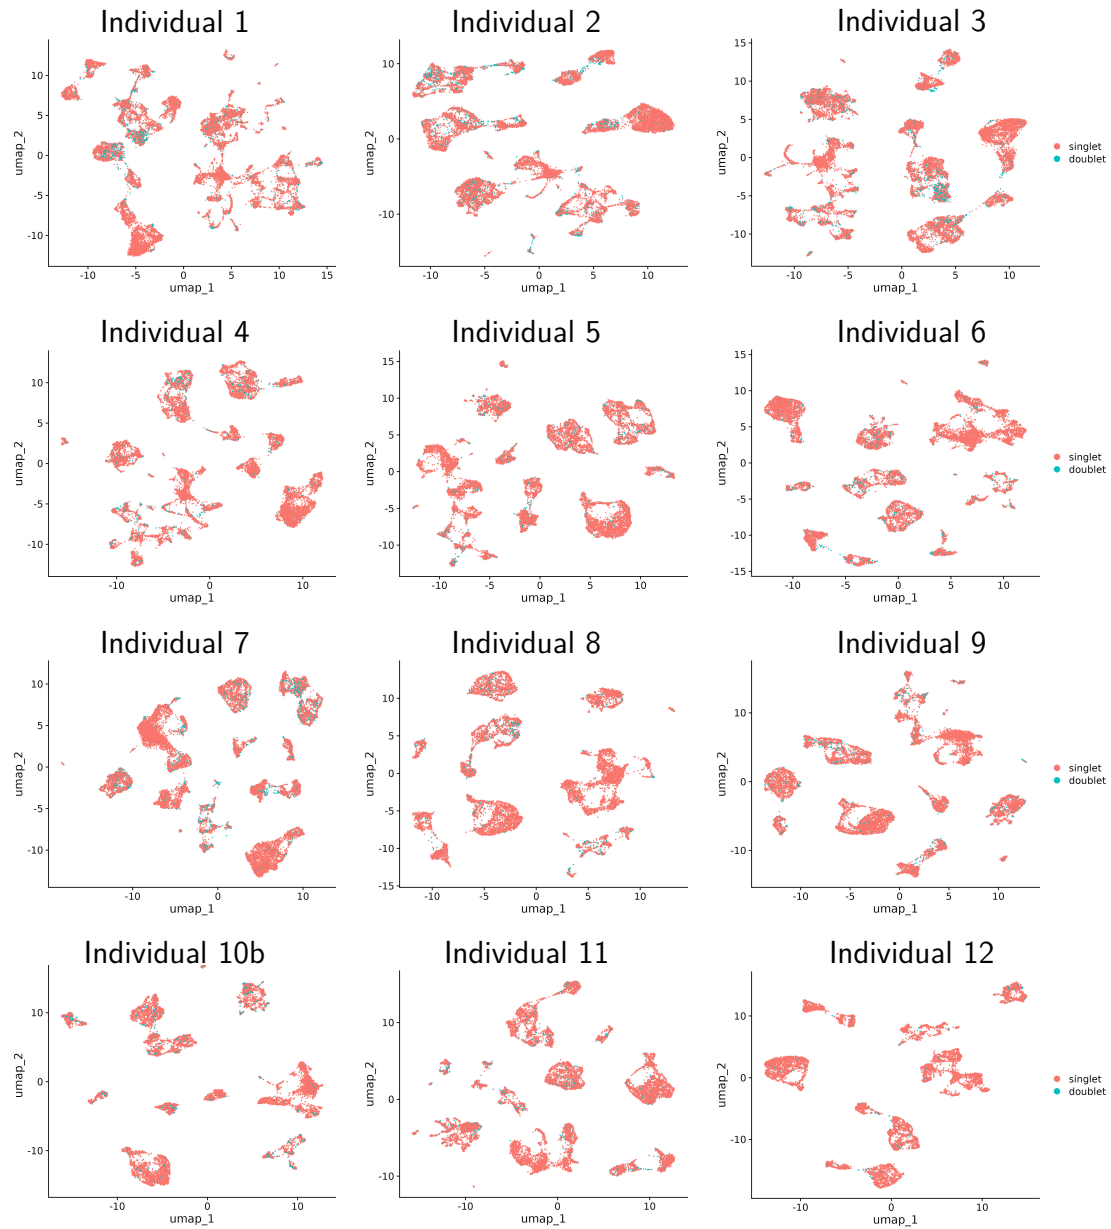 Individual 1 Individual 2 Individual 3
15
10 10 10
5 5 5
umap_2 umap_2 umap_2
0 0 0
singlet
doublet
-5 -5 -5
-10 -10 -10
-10 -5 0 5 10 15 -10 -5 0 5 10 -10 -5 0 5 10
umap_1 umap_1 umap_1
Individual 4 Individual 5 Individual 6
15 15
10 10 10
5 5 5
umap_2 umap_2 umap_2
0 0 0
singlet
doublet
-5 -5 -5
-10 -10 -10
-15
-10 0 10 -10 -5 0 5 10 -10 -5 0 5 10
umap_1 umap_1 umap_1
Individual 7 Individual 8 Individual 9
10 10 10
5 5
umap_2 umap_2 umap_2
0 0 0
singlet
doublet
-5 -5
-10 -10 -10
-15
-10 0 10 -10 -5 0 5 10 -10 -5 0 5 10
umap_1 umap_1 umap_1
Individual 10b Individual 11 Individual 12
10 10 10
umap_2 umap_2 umap_2
0 0 0
singlet
doublet
-10 -10 -10
-10 0 10 -10 0 10 -10 0 10
umap_1 umap_1 umap_1